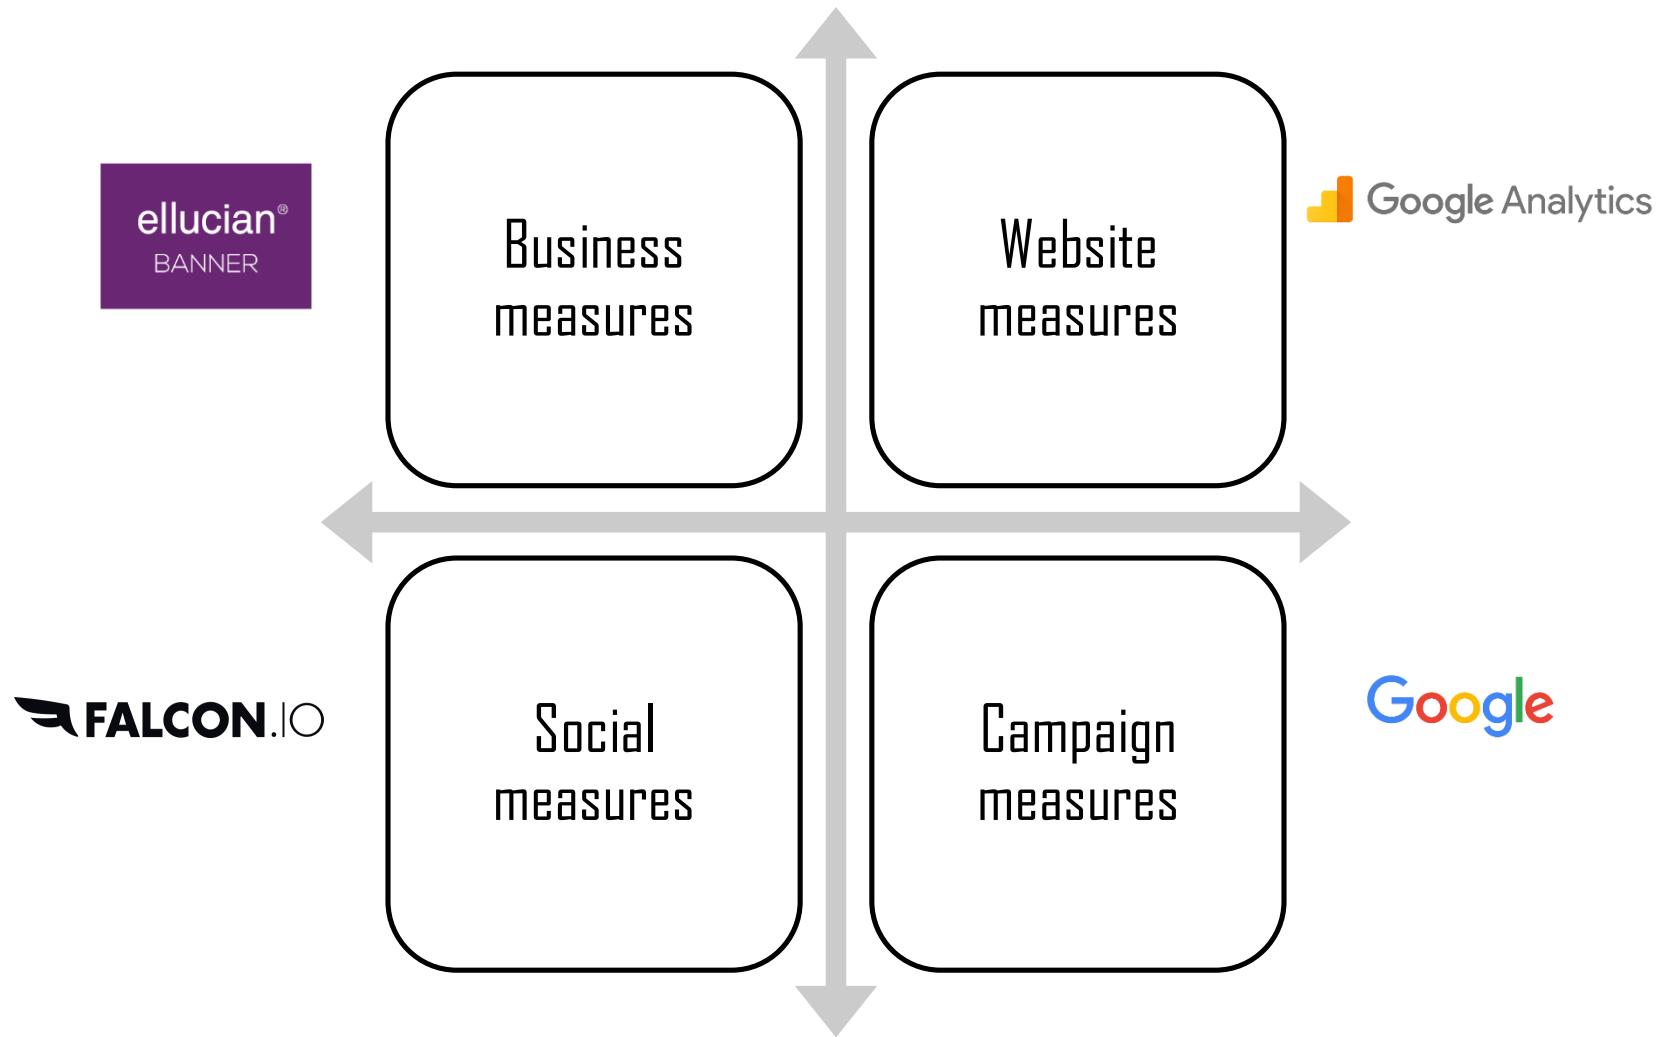 ellucian®
BANNER
Business
measures
Website
measures
Google Analytics
FALCON.IO
Social
measures
Campaign
measures
Google